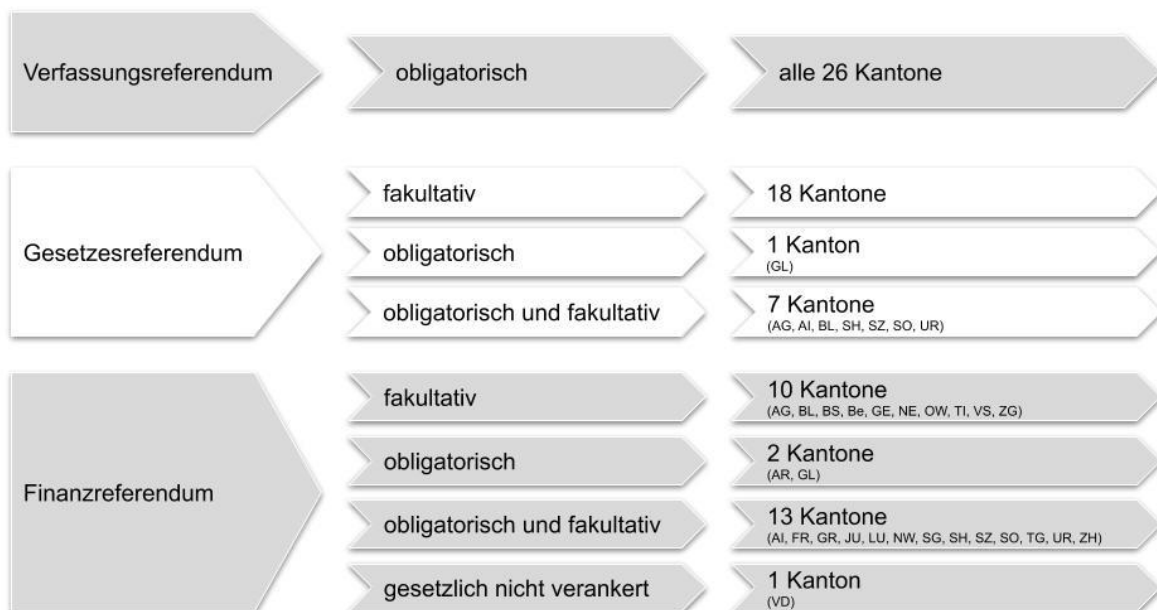 Verfassungsreferendum
obligatorisch
alle 26 Kantone
Gesetzesreferendum
fakultativ
18 Kantone
obligatorisch
1 Kanton
(GL)
obligatorisch und fakultativ
7 Kantone
(AG, AI, BL, SH, SZ, SO, UR)
Finanzreferendum
fakultativ
10 Kantone
(AG, BL, BS, Be, GE, NE, OW, TI, VS, ZG)
obligatorisch
2 Kantone
(AR, GL)
obligatorisch und fakultativ
13 Kantone
(AI, FR, GR, JU, LU, NW, SG, SH, SZ, SO, TG, UR, ZH)
gesetzlich nicht verankert
1 Kanton
(VD)